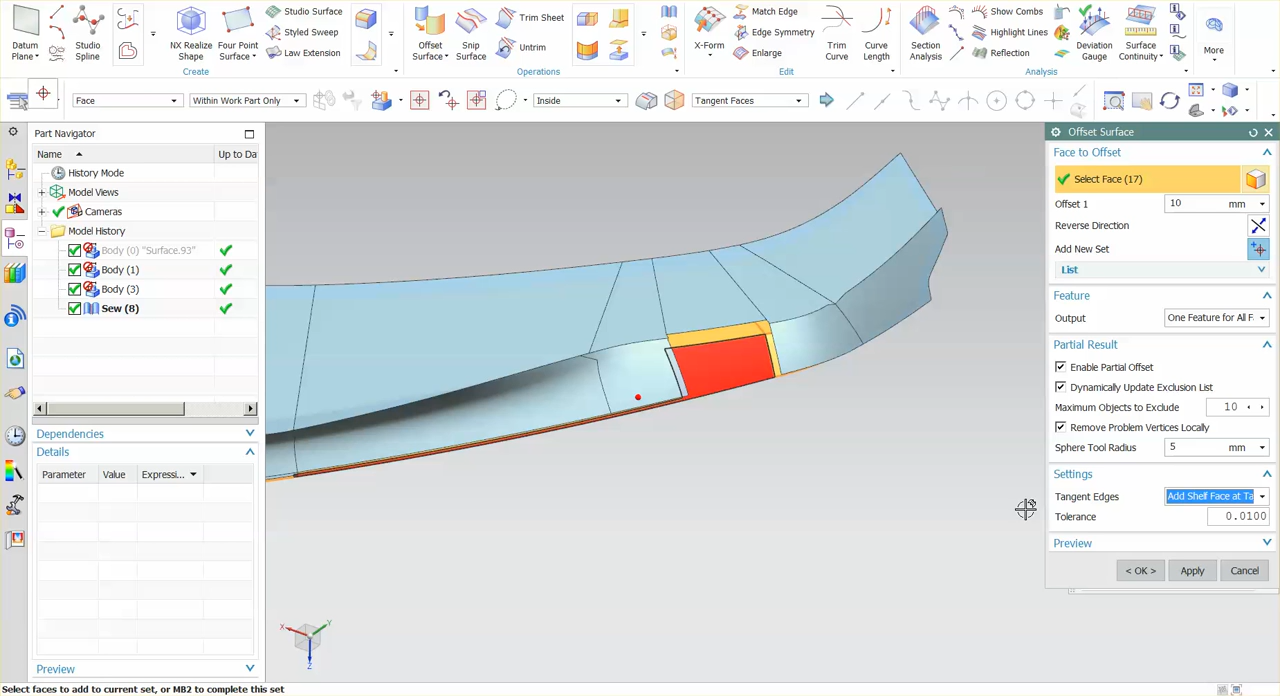 Datum
Plane
Studio
Spline
NX Realize
Shape
Four Point
Surface
Studio Surface
Styled Sweep
Law Extension
Create
Offset
Surface
Snip
Surface
Trim Sheet
Untrim
Operations
X-Form
Match Edge
Edge Symmetry
Enlarge
Trim
Curve
Curve
Length
Edit
Section
Analysis
Show Combs
Highlight Lines
Reflection
Deviation
Gauge
Surface
Continuity
Analysis
More
Face
Within Work Part Only
Inside
Tangent Faces
Part Navigator
Name
Up to Da
History Mode
Model Views
Cameras
Model History
Body (0) "Surface.93"
Body (1)
Body (3)
Sew (8)
Dependencies
Details
Parameter
Value
Expressi...
Preview
X
Y
Z
Offset Surface
Face to Offset
Select Face (17)
Offset 1
10
mm
Reverse Direction
Add New Set
List
Feature
Output
One Feature for All F
Partial Result
Enable Partial Offset
Dynamically Update Exclusion List
Maximum Objects to Exclude
10
Remove Problem Vertices Locally
Sphere Tool Radius
5
mm
Settings
Tangent Edges
Add Shelf Face at Ta
Tolerance
0.0100
Preview
< OK >
Apply
Cancel
Select faces to add to current set, or MB2 to complete this set